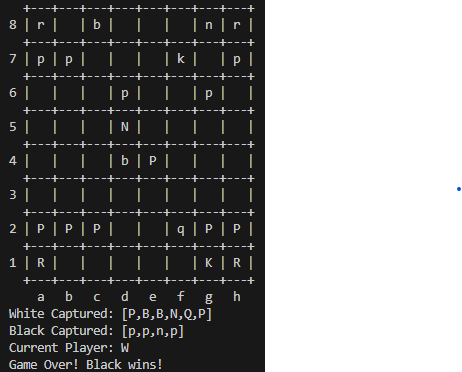 +---+---+---+---+---+---+---+---+
8 | r |   | b |   |   |   | n | r |
+---+---+---+---+---+---+---+---+
7 | p | p |   |   |   | k |   | p |
+---+---+---+---+---+---+---+---+
6 |   |   |   | p |   |   | p |   |
+---+---+---+---+---+---+---+---+
5 |   |   |   | N |   |   |   |   |
+---+---+---+---+---+---+---+---+
4 |   |   |   | b | P |   |   |   |
+---+---+---+---+---+---+---+---+
3 |   |   |   |   |   |   |   |   |
+---+---+---+---+---+---+---+---+
2 | P | P | P |   |   | q | P | P |
+---+---+---+---+---+---+---+---+
1 | R |   |   |   |   |   | K | R |
+---+---+---+---+---+---+---+---+
a b c d e f g h
White Captured: [P,B,B,N,Q,P]
Black Captured: [p,p,n,p]
Current Player: W
Game Over! Black wins!